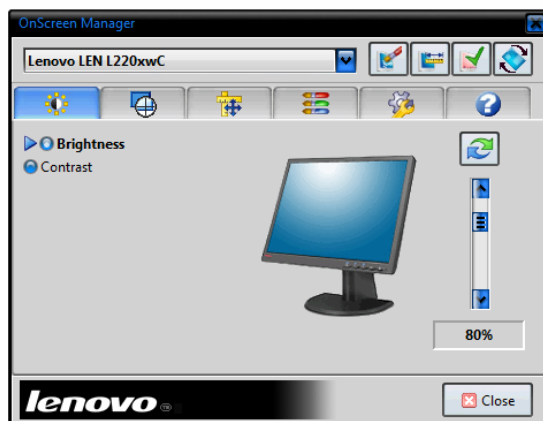 OnScreen Manager
Lenovo LEN L220xwC
Brightness
Contrast
80%
lenovo
Close